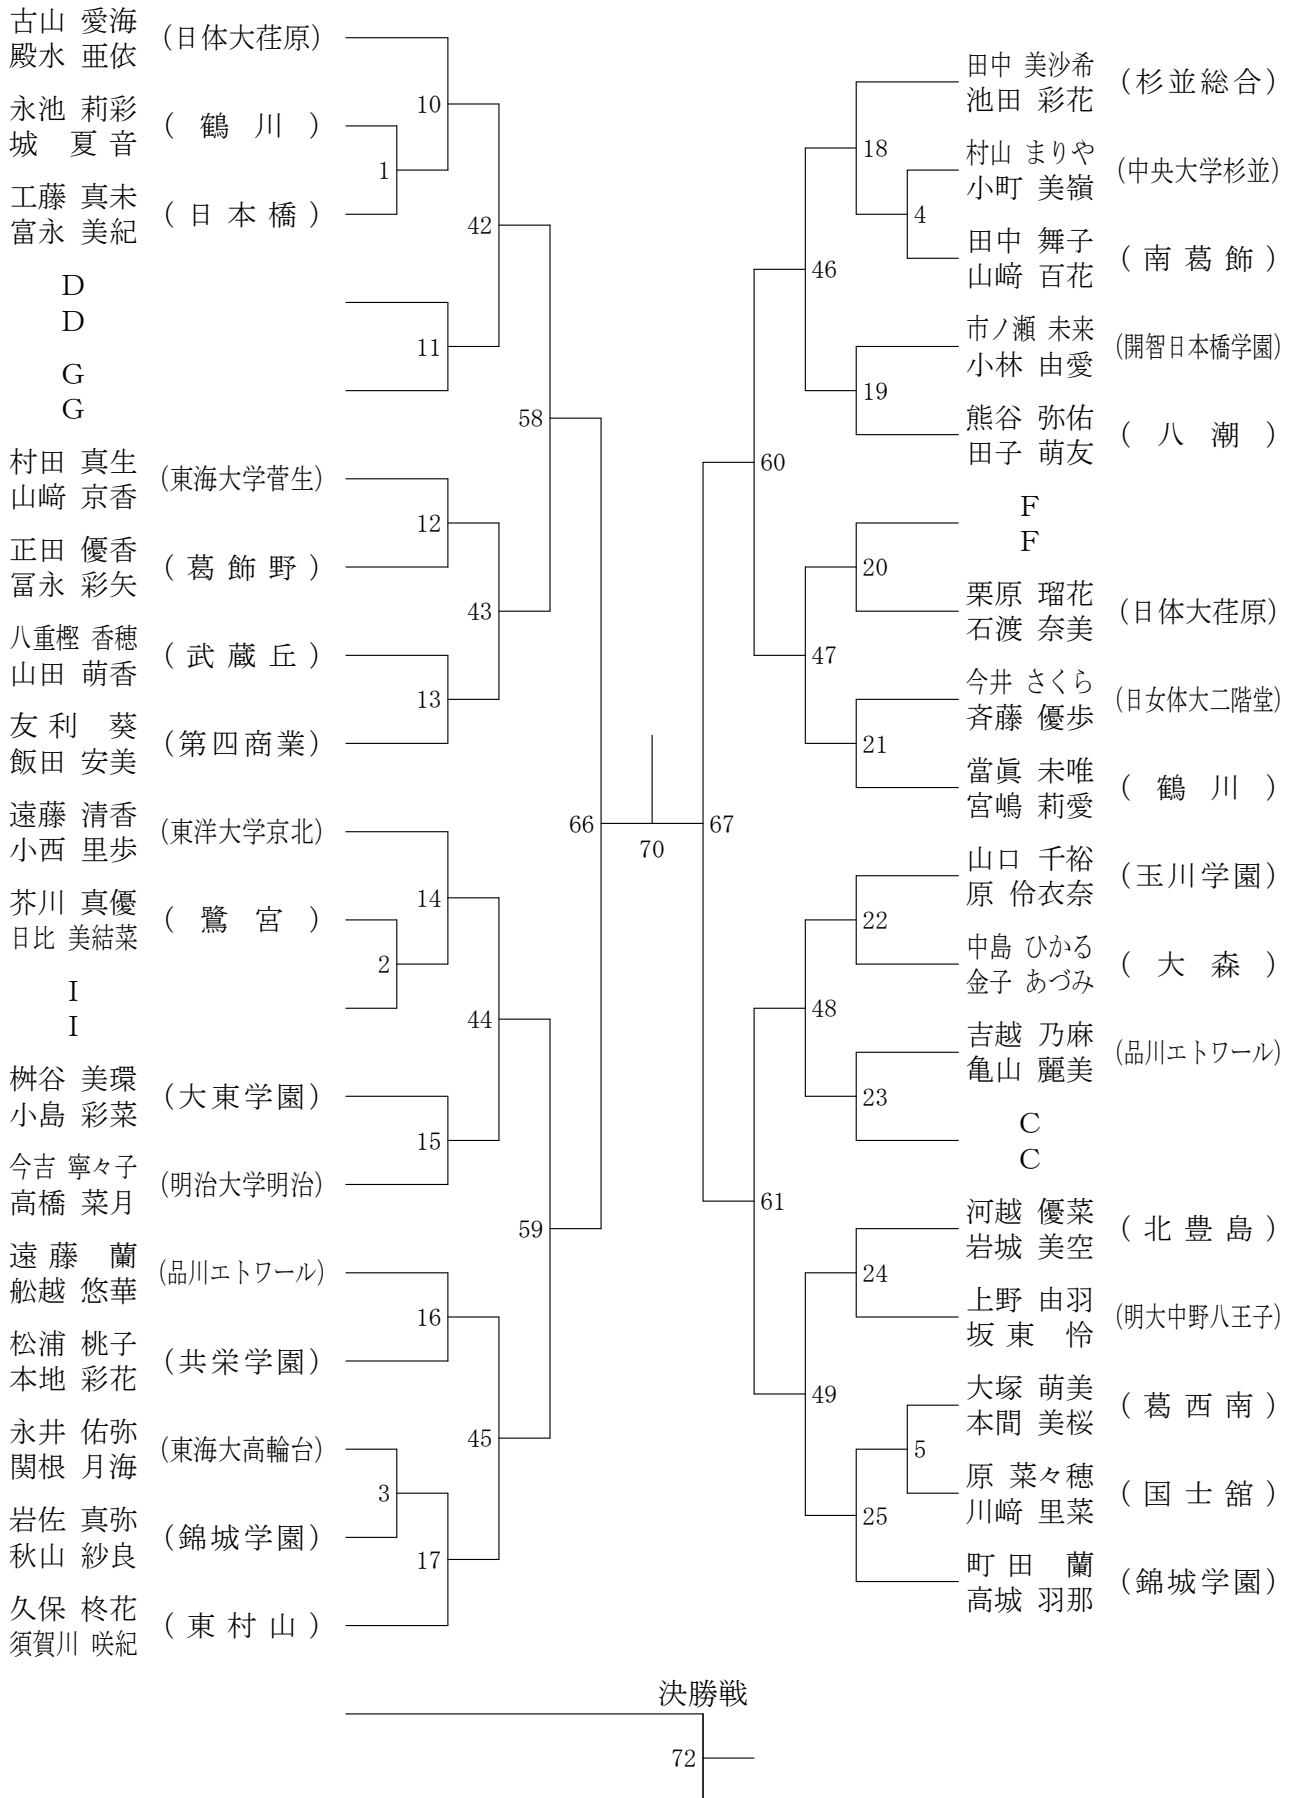 古山 愛海
殿水 亜依
(日体大荏原)
永池 莉彩
城 夏音
(鶴川)
工藤 真未
富永 美紀
(日本橋)
D
D
G
G
村田 真生
山﨑 京香
(東海大学菅生)
正田 優香
冨永 彩矢
(葛飾野)
八重樫 香穂
山田 萌香
(武蔵丘)
友利 葵
飯田 安美
(第四商業)
遠藤 清香
小西 里歩
(東洋大学京北)
芥川 真優
日比 美結菜
(鷺宮)
I
I
桝谷 美環
小島 彩菜
(大東学園)
今吉 寧々子
高橋 菜月
(明治大学明治)
遠藤 蘭
舩越 悠華
(品川エトワール)
松浦 桃子
本地 彩花
(共栄学園)
永井 佑弥
関根 月海
(東海大高輪台)
岩佐 真弥
秋山 紗良
(錦城学園)
久保 柊花
須賀川 咲紀
(東村山)
10
1
42
11
58
12
43
13
66
14
2
44
15
59
16
45
3
17
70
67
60
46
18
4
19
47
20
21
61
48
22
23
49
24
5
25
田中 美沙希
池田 彩花
(杉並総合)
村山 まりや
小町 美嶺
(中央大学杉並)
田中 舞子
山﨑 百花
(南葛飾)
市ノ瀬 未来
小林 由愛
(開智日本橋学園)
熊谷 弥佑
田子 萌友
(八潮)
F
F
栗原 瑠花
石渡 奈美
(日体大荏原)
今井 さくら
斉藤 優歩
(日女体大二階堂)
當眞 未唯
宮嶋 莉愛
(鶴川)
山口 千裕
原 伶衣奈
(玉川学園)
中島 ひかる
金子 あづみ
(大森)
吉越 乃麻
亀山 麗美
(品川エトワール)
C
C
河越 優菜
岩城 美空
(北豊島)
上野 由羽
坂東 怜
(明大中野八王子)
大塚 萌美
本間 美桜
(葛西南)
原 菜々穂
川﨑 里菜
(国士舘)
町田 蘭
高城 羽那
(錦城学園)
決勝戦
72